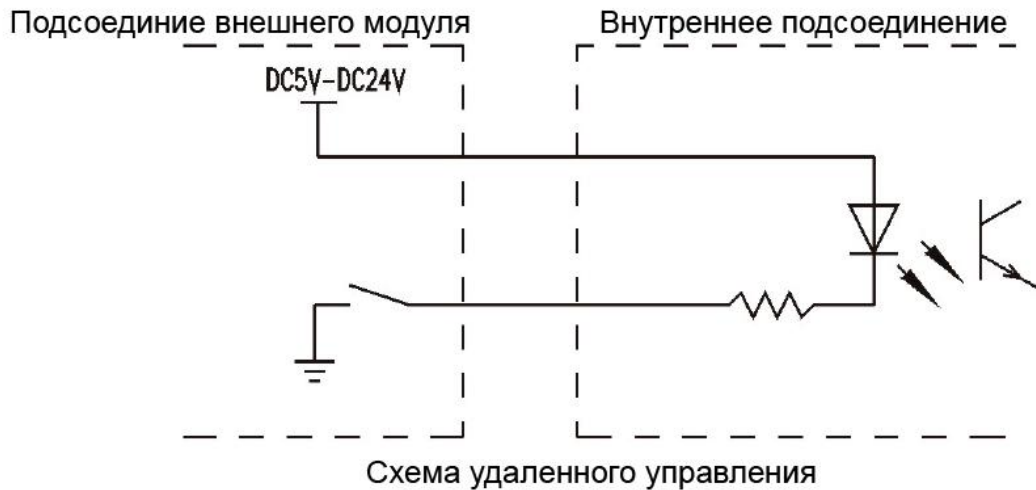 Подсоединие внешнего модуля
Внутреннее подсоединение
DC5V-DC24V
Схема удаленного управления